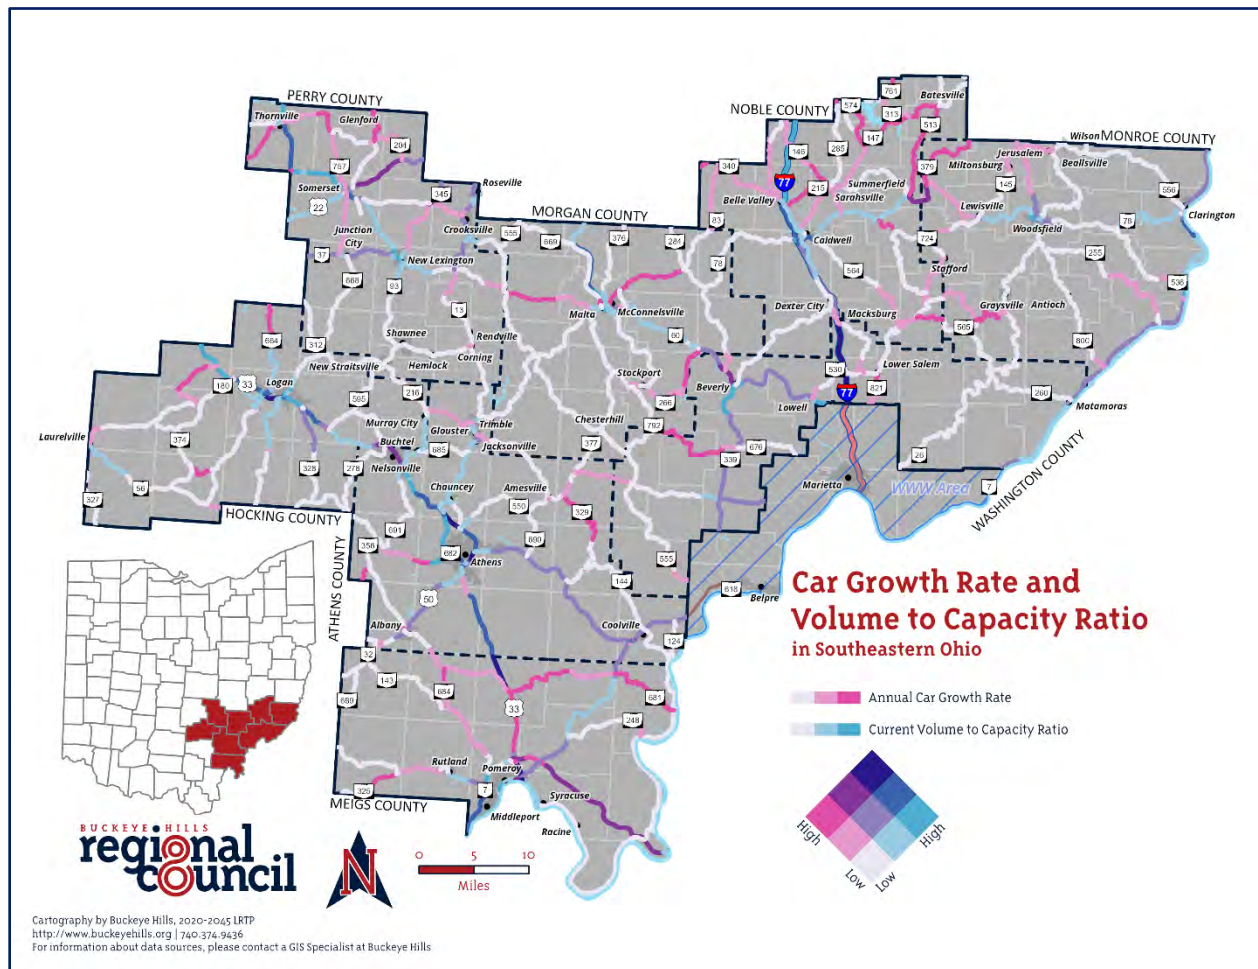 PERRY COUNTY
Thornville
Glenford
204
757
Somerset
22
345
Roseville
Junction
City
Crooksville
37
New Lexington
668
93
13
Shawnee
Rendville
Hemlock
Corning
312
New Straitsville
NOBLE COUNTY
574
761
Batesville
313
147
513
146
285
340
77
215
Summerfield
Sarahsville
379
Belle Valley
83
Caldwell
724
564
Stafford
Dexter City
Macksburg
MONROE COUNTY
Wilson
Jerusalem
Miltonsburg
Beallsville
145
556
Lewisville
Clarington
78
Woodsfield
255
536
Graysville
Antioch
565
800
MORGAN COUNTY
555
669
376
284
78
Malta
McConnelsville
60
Stockport
266
Chesterhill
377
792
Beverly
530
77
Lower Salem
821
Lowell
260
Matamoras
339
676
26
7
WASHINGTON COUNTY
Marietta
WWW Area
618
Belpre
664
180
33
Logan
595
216
Laurelville
374
Murray City
Buchtel
Glouster
Trimble
685
Jacksonville
328
278
Nelsonville
56
327
HOCKING COUNTY
Chauncey
Amesville
550
329
691
356
682
690
Athens
555
144
50
ATHENS COUNTY
Albany
Coolville
32
124
143
684
681
689
33
248
Rutland
Pomeroy
325
7
Syracuse
Middleport
Racine
MEIGS COUNTY
Car Growth Rate and
Volume to Capacity Ratio
in Southeastern Ohio
Annual Car Growth Rate
Current Volume to Capacity Ratio
High
High
Low
Low
BUCKEYE HILLS
regional
council
N
0 5 10
Miles
Cartography by Buckeye Hills, 2020-2045 LRTP
http://www.buckeyehills.org | 740.374.9436
For information about data sources, please contact a GIS Specialist at Buckeye Hills